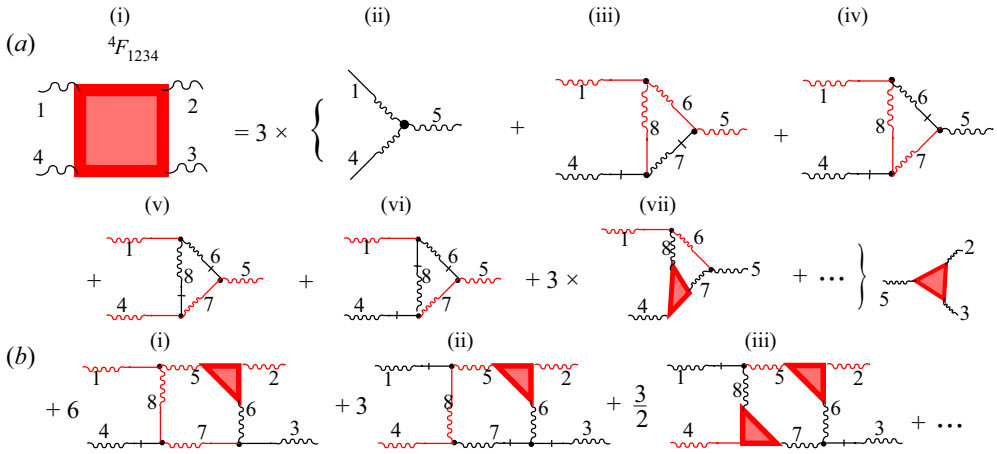 (i) (ii) (iii) (iv)
(a) ⁴F₁₂₃₄
1 2 4 3 = 3 × { 1 4 5 + 1 4 5 6 7 8 + 1 4 5 6 7 8
(v) (vi) (vii)
+ 1 4 5 6 7 8 + 1 4 5 6 7 8 + 3 × 1 4 5 6 7 8 + ... } 5 2 3
(b) (i) (ii) (iii)
+ 6 1 5 2 8 6 4 7 3 + 3 1 5 2 8 6 4 7 3 + 3/2 1 5 2 8 6 4 7 3 + ...